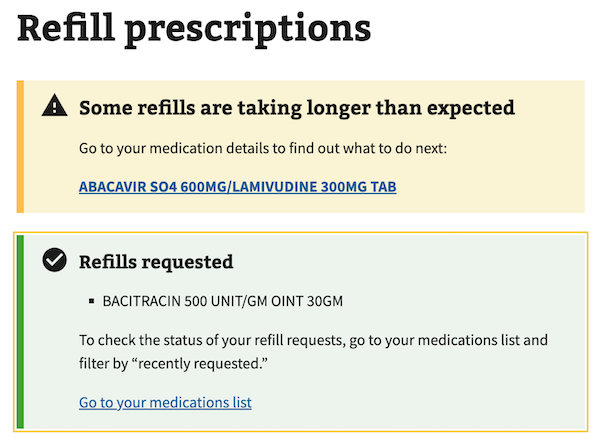 Refill prescriptions
Some refills are taking longer than expected
Go to your medication details to find out what to do next:
ABACAVIR SO4 600MG/LAMIVUDINE 300MG TAB
Refills requested
BACITRACIN 500 UNIT/GM OINT 30GM
To check the status of your refill requests, go to your medications list and
filter by “recently requested.”
Go to your medications list